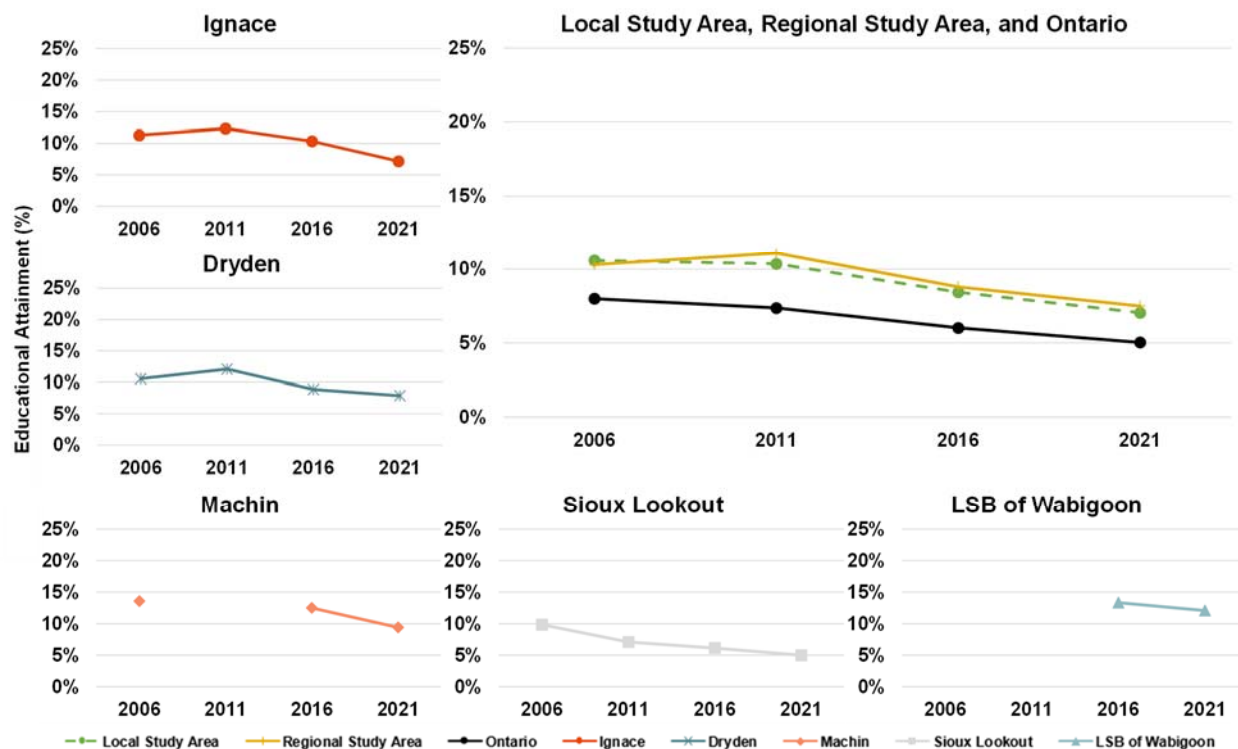 Ignace
25%
20%
15%
10%
5%
0%
2006 2011 2016 2021
Dryden
25%
20%
15%
10%
5%
0%
2006 2011 2016 2021
Educational Attainment (%)
Local Study Area, Regional Study Area, and Ontario
25%
20%
15%
10%
5%
0%
2006 2011 2016 2021
Machin
25%
20%
15%
10%
5%
0%
2006 2011 2016 2021
Sioux Lookout
25%
20%
15%
10%
5%
0%
2006 2011 2016 2021
LSB of Wabigoon
25%
20%
15%
10%
5%
0%
2006 2011 2016 2021
Local Study Area Regional Study Area Ontario Ignace Dryden Machin Sioux Lookout LSB of Wabigoon